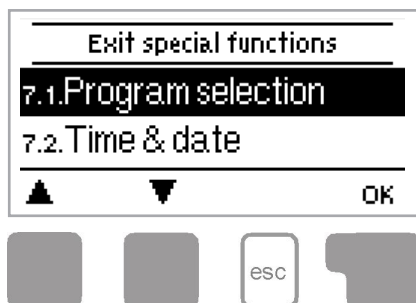 Exit special functions
7.1.Program selection
7.2.Time & date
OK
esc